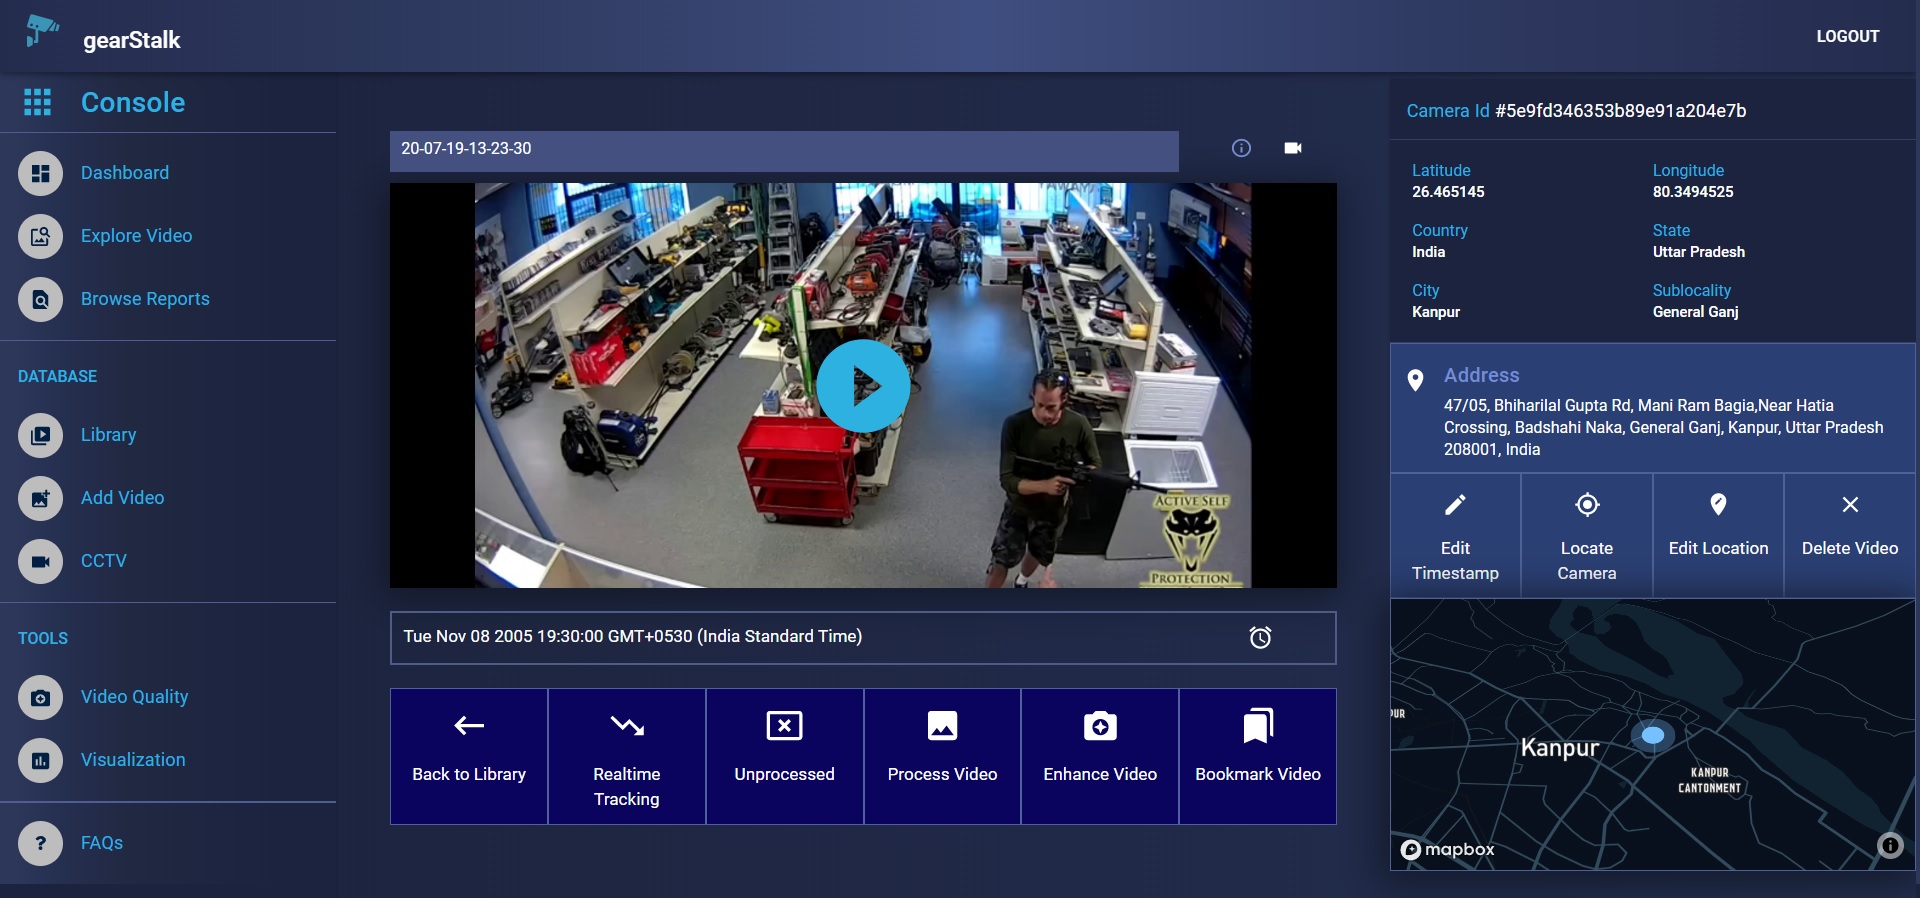 gearStalk
LOGOUT
Console
Dashboard
Explore Video
Browse Reports
DATABASE
Library
Add Video
CCTV
TOOLS
Video Quality
Visualization
? FAQs
20-07-19-13-23-30
ACTIVE SELF
PROTECTION
Tue Nov 08 2005 19:30:00 GMT+0530 (India Standard Time)
Back to Library
Realtime
Tracking
Unprocessed
Process Video
Enhance Video
Bookmark Video
Camera Id #5e9fd346353b89e91a204e7b
Latitude
26.465145
Longitude
80.3494525
Country
India
State
Uttar Pradesh
City
Kanpur
Sublocality
General Ganj
Address
47/05, Bhiharilal Gupta Rd, Mani Ram Bagia,Near Hatia
Crossing, Badshahi Naka, General Ganj, Kanpur, Uttar Pradesh
208001, India
Edit
Timestamp
Locate
Camera
Edit Location
Delete Video
PUR
Kanpur
KANPUR
CANTONMENT
mapbox